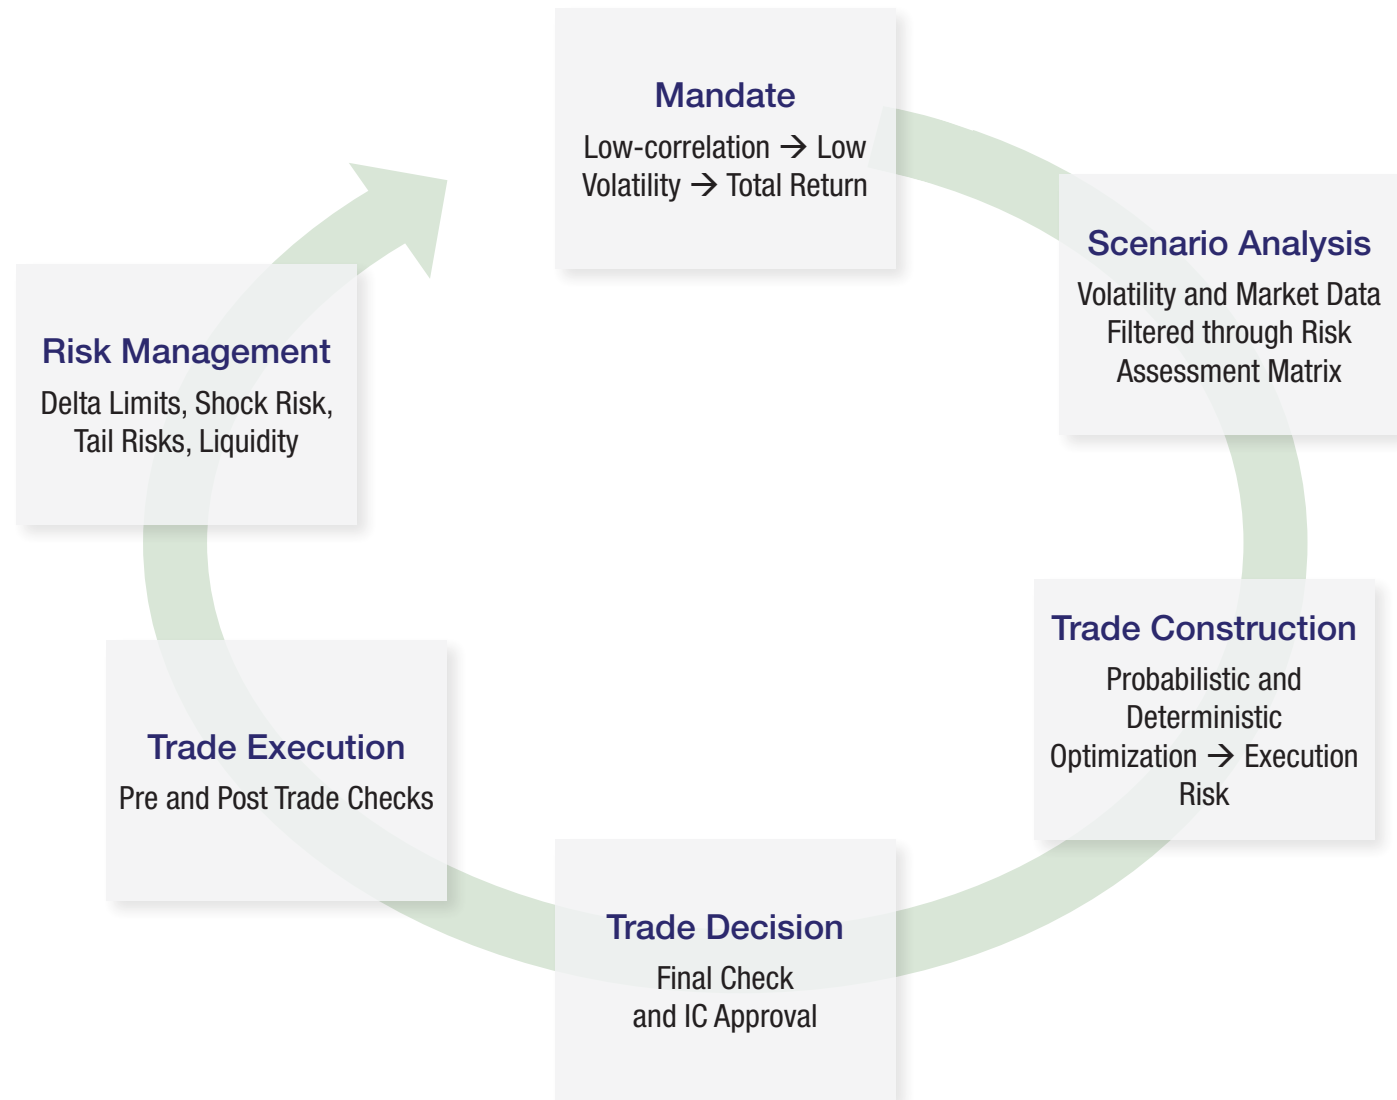 Mandate
Low-correlation → Low
Volatility → Total Return
Scenario Analysis
Volatility and Market Data
Filtered through Risk
Assessment Matrix
Trade Construction
Probabilistic and
Deterministic
Optimization → Execution
Risk
Trade Decision
Final Check
and IC Approval
Trade Execution
Pre and Post Trade Checks
Risk Management
Delta Limits, Shock Risk,
Tail Risks, Liquidity